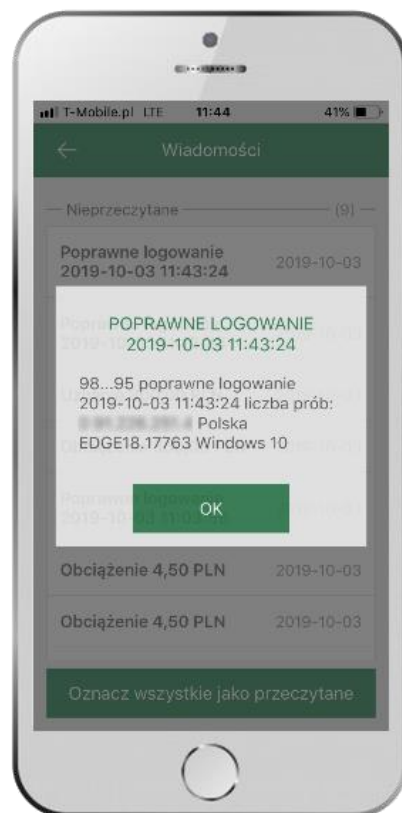 T-Mobile.pl LTE 11:44 41%
Wiadomości
Nieprzeczytane (9)
Poprawne logowanie
2019-10-03 11:43:24 2019-10-03
POPRAWNE LOGOWANIE
2019-10-03 11:43:24
98...95 poprawne logowanie
2019-10-03 11:43:24 liczba prób:
Polska
EDGE18.17763 Windows 10
OK
Obciążenie 4,50 PLN 2019-10-03
Obciążenie 4,50 PLN 2019-10-03
Oznacz wszystkie jako przeczytane